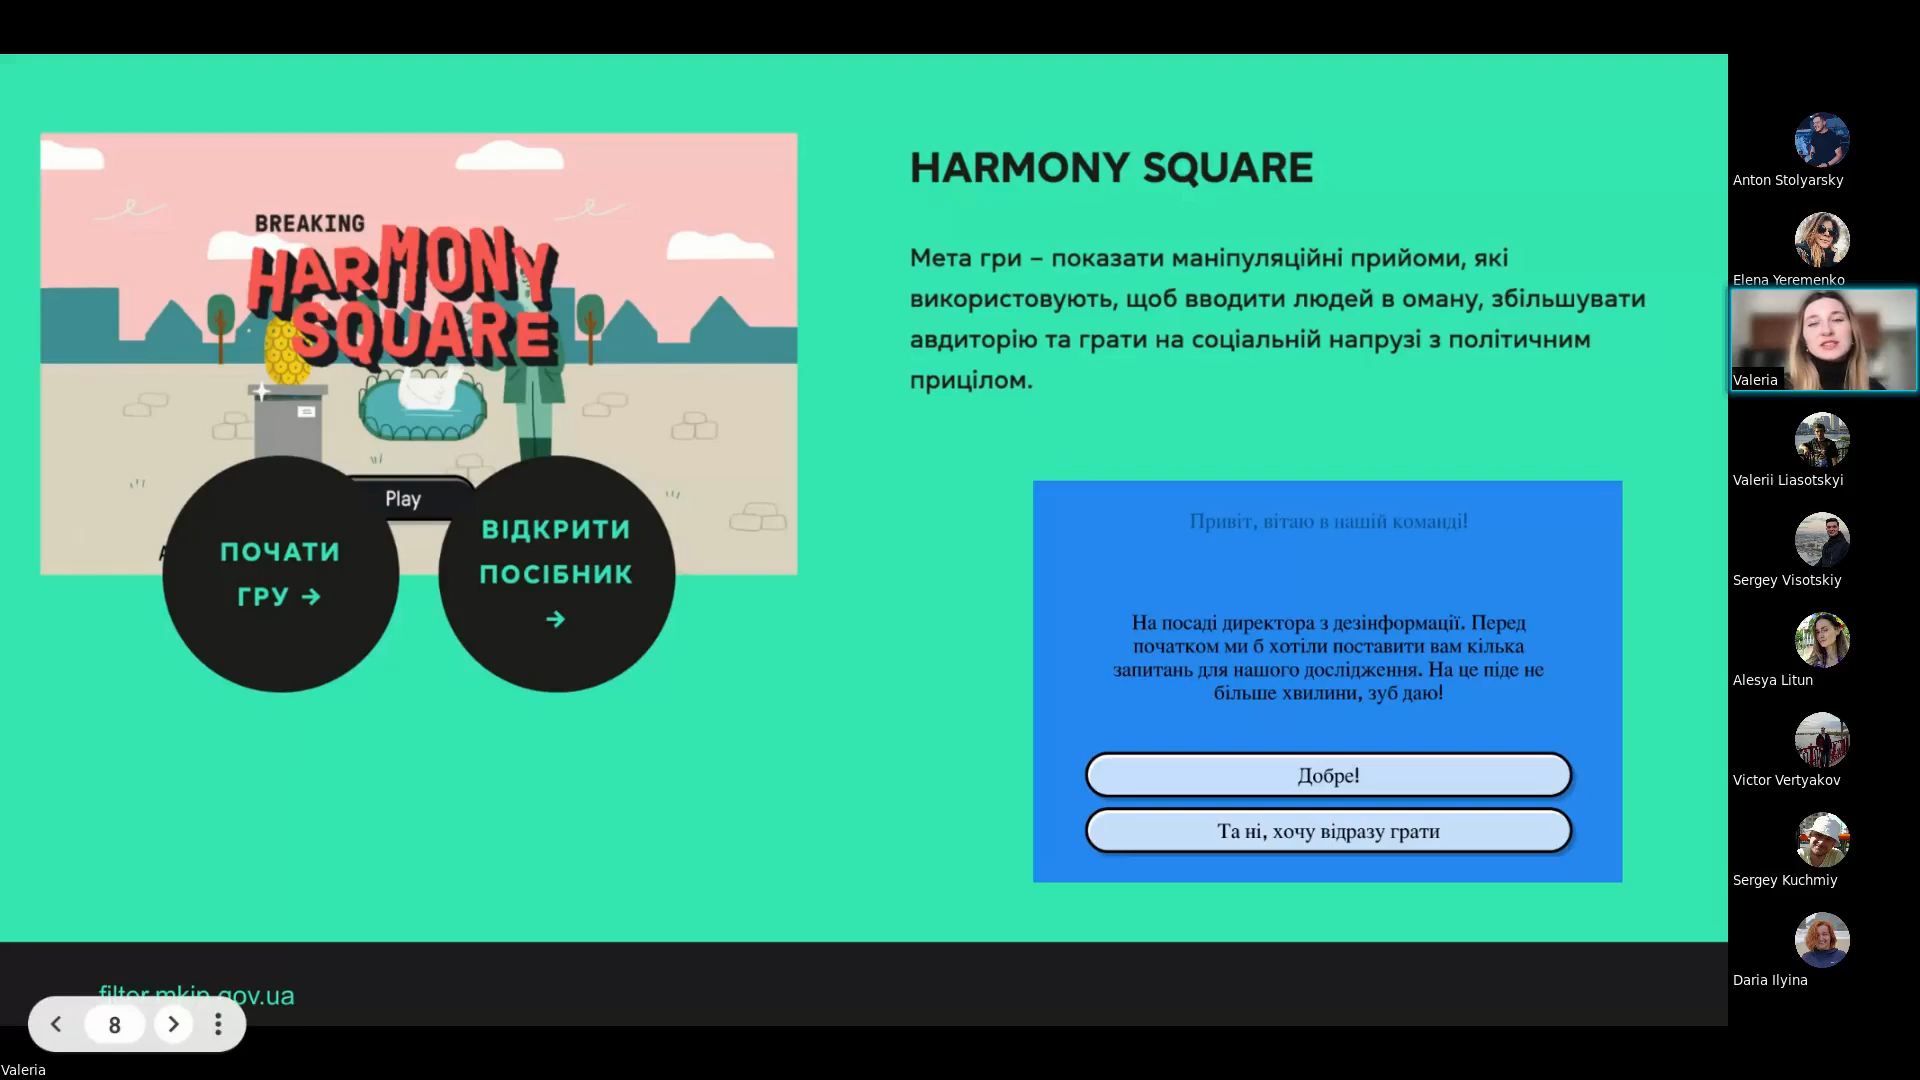 BREAKING
HARMONY
SQUARE
Play
ПОЧАТИ
ГРУ →
ВІДКРИТИ
ПОСІБНИК
→
HARMONY SQUARE
Мета гри – показати маніпуляційні прийоми, які
використовують, щоб вводити людей в оману, збільшувати
авдиторію та грати на соціальній напрузі з політичним
прицілом.
Привіт, вітаю в нашій команді!
На посаді директора з дезінформації. Перед
початком ми б хотіли поставити вам кілька
запитань для нашого дослідження. На це піде не
більше хвилини, зуб даю!
Добре!
Та ні, хочу відразу грати
filter.mkip.gov.ua
8
Valeria
Anton Stolyarsky
Elena Yeremenko
Valeria
Valerii Liasotskyi
Sergey Visotskiy
Alesya Litun
Victor Vertyakov
Sergey Kuchmiy
Daria Ilyina